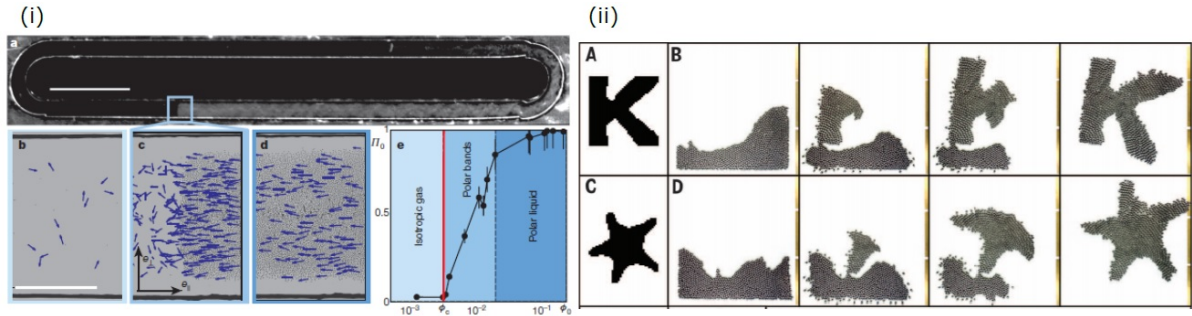 (i)
(ii)
a
b
c
d
e
e⊥
e∥
1
Π₀
0.5
0
Isotropic gas
Polar bands
Polar liquid
10⁻³
ϕc
10⁻²
10⁻¹
ϕ₀
A
K
B
C
D